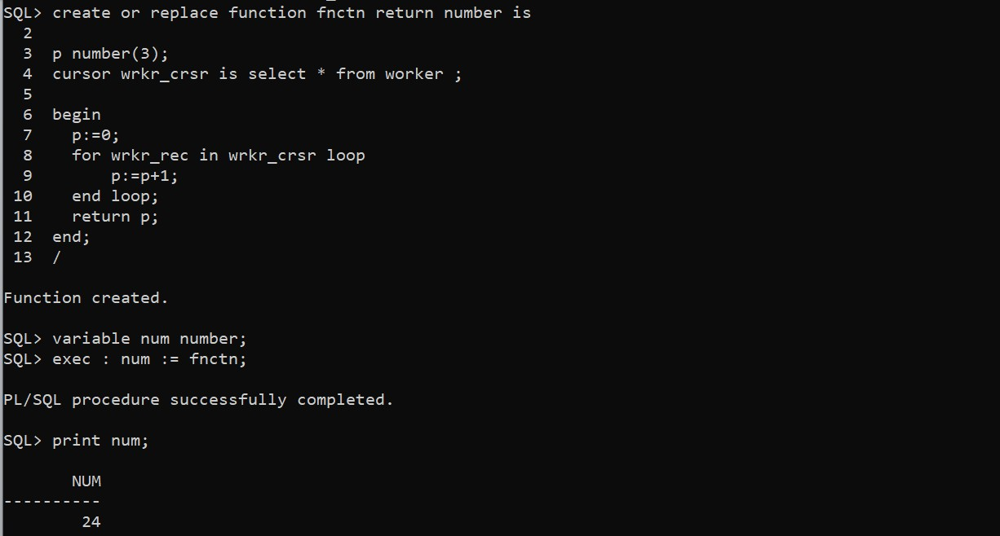 SQL> create or replace function fnctn return number is
  2
  3  p number(3);
  4  cursor wrkr_crsr is select * from worker ;
  5
  6  begin
  7    p:=0;
  8    for wrkr_rec in wrkr_crsr loop
  9        p:=p+1;
 10    end loop;
 11    return p;
 12  end;
 13  /
Function created.
SQL> variable num number;
SQL> exec : num := fnctn;
PL/SQL procedure successfully completed.
SQL> print num;
       NUM
----------
        24